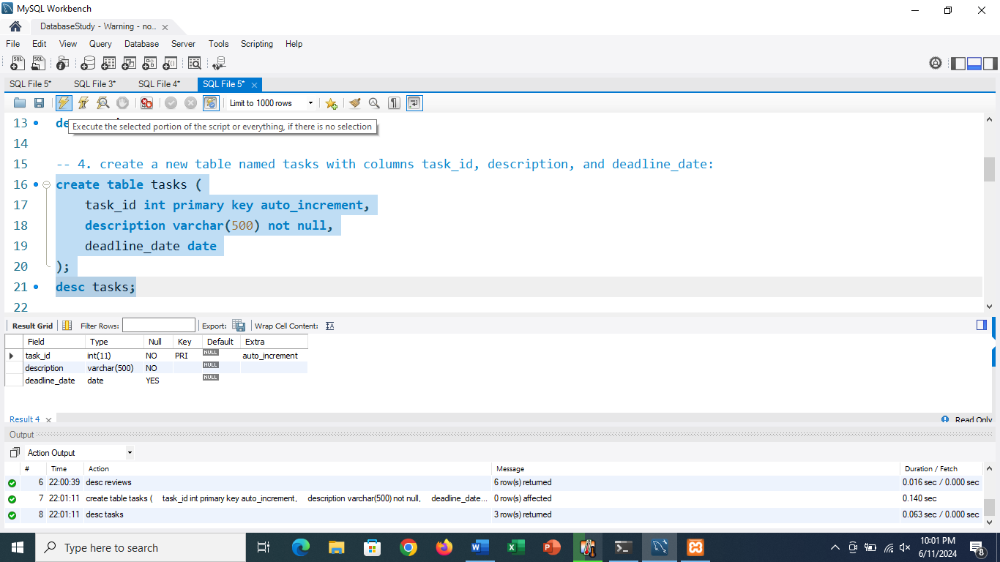 MySQL Workbench
DatabaseStudy - Warning - no...
File Edit View Query Database Server Tools Scripting Help
SQL File 5* SQL File 3* SQL File 4* SQL File 5*
Limit to 1000 rows
13 de
Execute the selected portion of the script or everything, if there is no selection
14
15 -- 4. create a new table named tasks with columns task_id, description, and deadline_date:
16 create table tasks (
17 task_id int primary key auto_increment,
18 description varchar(500) not null,
19 deadline_date date
20 );
21 desc tasks;
22
Result Grid Filter Rows: Export: Wrap Cell Content:
Field Type Null Key Default Extra
task_id int(11) NO PRI NULL auto_increment
description varchar(500) NO NULL
deadline_date date YES NULL
Result 4 Read Only
Output
Action Output
# Time Action Message Duration / Fetch
6 22:00:39 desc reviews 6 row(s) returned 0.016 sec / 0.000 sec
7 22:01:11 create table tasks ( task_id int primary key auto_increment, description varchar(500) not null, deadline_date... 0 row(s) affected 0.140 sec
8 22:01:11 desc tasks 3 row(s) returned 0.063 sec / 0.000 sec
Type here to search
10:01 PM
6/11/2024
8